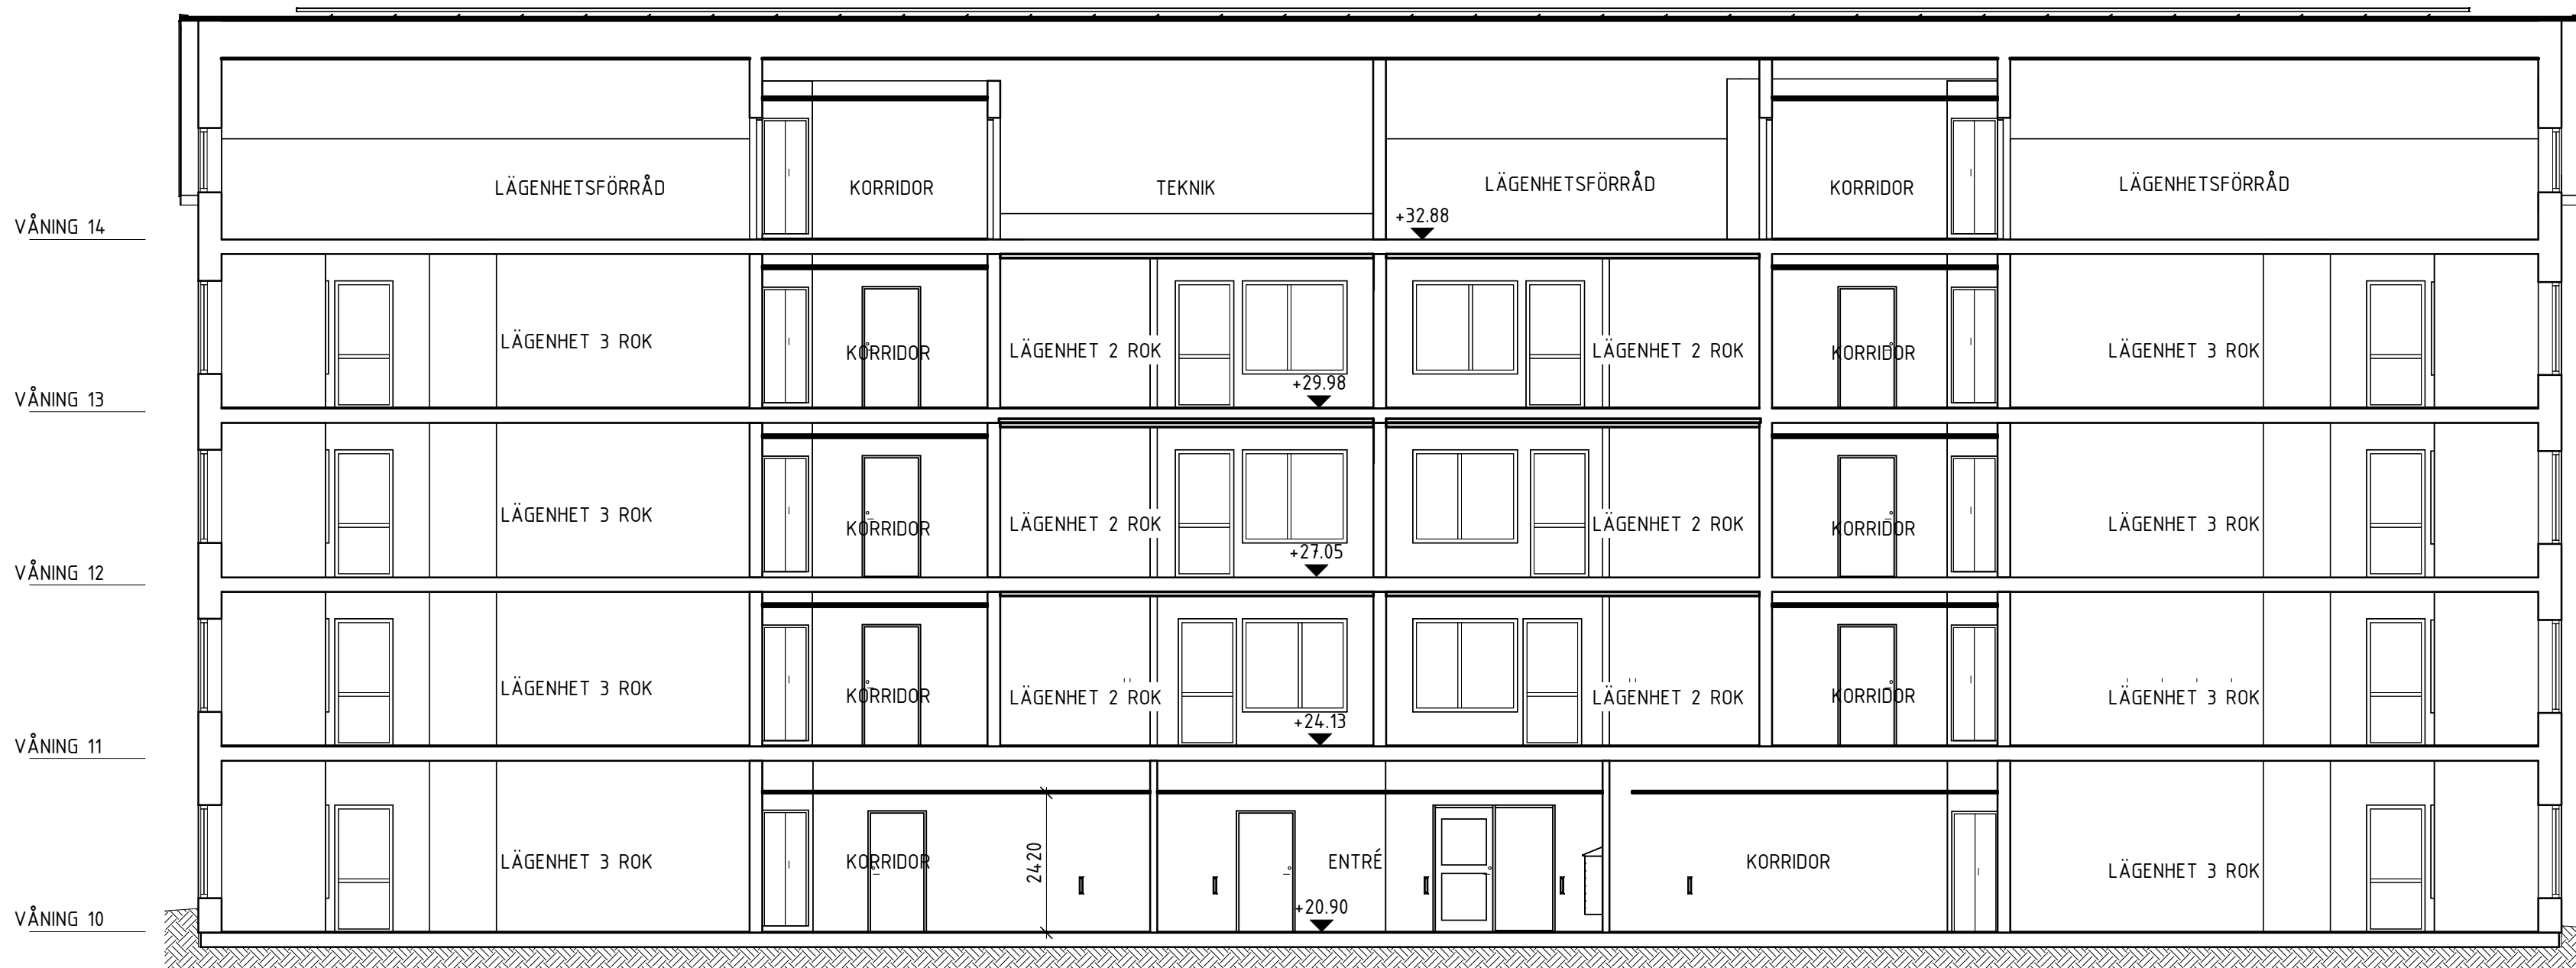 LÄGENHETSFÖRRÅD KORRIDOR TEKNIK LÄGENHETSFÖRRÅD KORRIDOR LÄGENHETSFÖRRÅD
+32.88
VÅNING 14
LÄGENHET 3 ROK KORRIDOR LÄGENHET 2 ROK LÄGENHET 2 ROK KORRIDOR LÄGENHET 3 ROK
+29.98
VÅNING 13
LÄGENHET 3 ROK KORRIDOR LÄGENHET 2 ROK LÄGENHET 2 ROK KORRIDOR LÄGENHET 3 ROK
+27.05
VÅNING 12
LÄGENHET 3 ROK KORRIDOR LÄGENHET 2 ROK LÄGENHET 2 ROK KORRIDOR LÄGENHET 3 ROK
+24.13
VÅNING 11
LÄGENHET 3 ROK KORRIDOR 2420 ENTRÉ KORRIDOR LÄGENHET 3 ROK
+20.90
VÅNING 10